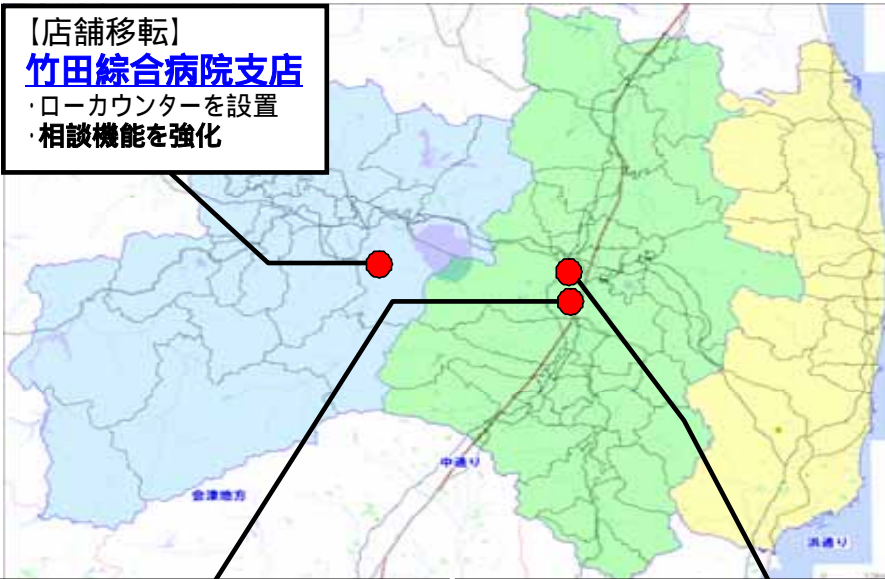 【店舗移転】
竹田綜合病院支店
・ローカウンターを設置
・相談機能を強化
中通り
会津地方
浜通り